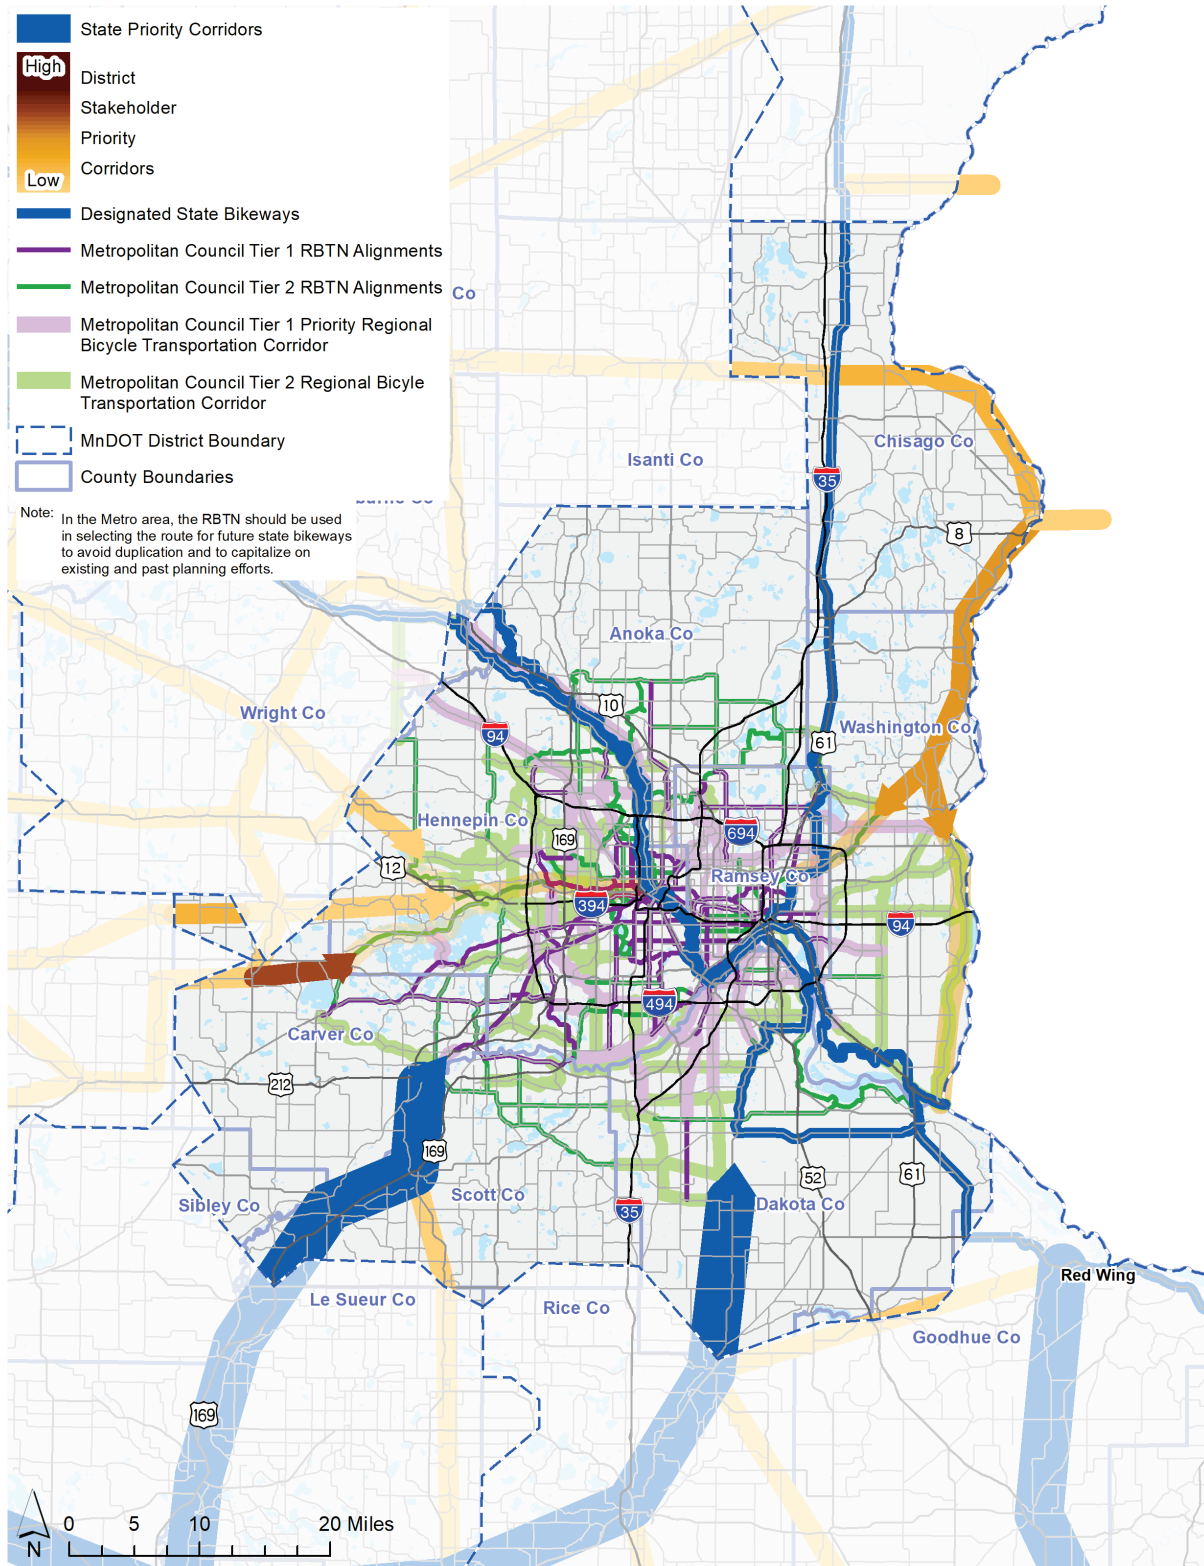 State Priority Corridors
High
District
Stakeholder
Priority
Corridors
Low
Designated State Bikeways
Metropolitan Council Tier 1 RBTN Alignments
Metropolitan Council Tier 2 RBTN Alignments
Metropolitan Council Tier 1 Priority Regional
Bicycle Transportation Corridor
Metropolitan Council Tier 2 Regional Bicyle
Transportation Corridor
MnDOT District Boundary
County Boundaries
Note:
In the Metro area, the RBTN should be used
in selecting the route for future state bikeways
to avoid duplication and to capitalize on
existing and past planning efforts.
Co
Isanti Co
Chisago Co
35
8
Anoka Co
Wright Co
10
94
61
Washington Co
Hennepin Co
169
694
12
Ramsey Co
394
94
494
Carver Co
212
169
Sibley Co
Scott Co
35
52
61
Dakota Co
Red Wing
Le Sueur Co
Rice Co
Goodhue Co
169
0 5 10 20 Miles
N